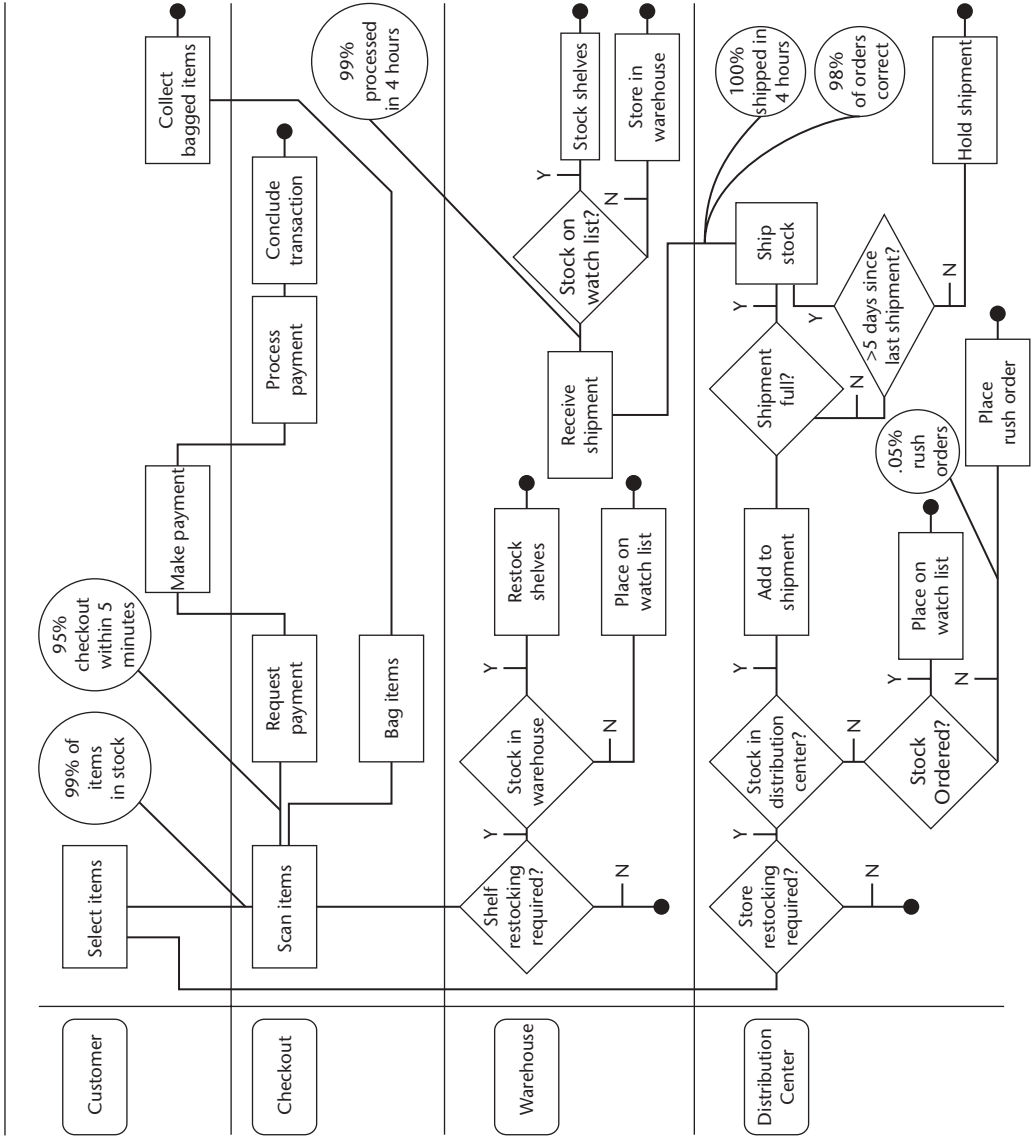 Customer
Select items
99% of
items
in stock
95%
checkout
within 5
minutes
Make payment
Collect
bagged items
Checkout
Scan items
Request
payment
Process
payment
Conclude
transaction
Bag items
99%
processed
in 4 hours
Warehouse
Shelf
restocking
required?
Y
N
Stock in
warehouse
Y
N
Restock
shelves
Place on
watch list
Receive
shipment
Stock on
watch list?
Y
N
Stock shelves
Store in
warehouse
Distribution
Center
Store
restocking
required?
Y
N
Stock in
distribution
center?
Y
N
Add to
shipment
Shipment
full?
Y
N
Ship
stock
100%
shipped in
4 hours
98%
of orders
correct
>5 days since
last shipment?
Y
N
Hold shipment
Stock
Ordered?
Y
N
Place on
watch list
.05%
rush
orders
Place
rush order